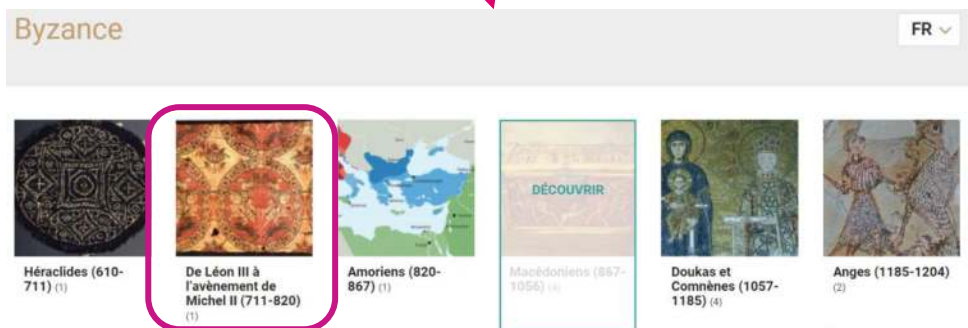 Byzance
FR
DÉCOUVRIR
Héraclides (610-
711) (1)
De Léon III à
l'avènement de
Michel II (711-820)
(1)
Amoriens (820-
867) (1)
Macédoniens (867-
1056) (4)
Doukas et
Comnènes (1057-
1185) (4)
Anges (1185-1204)
(2)